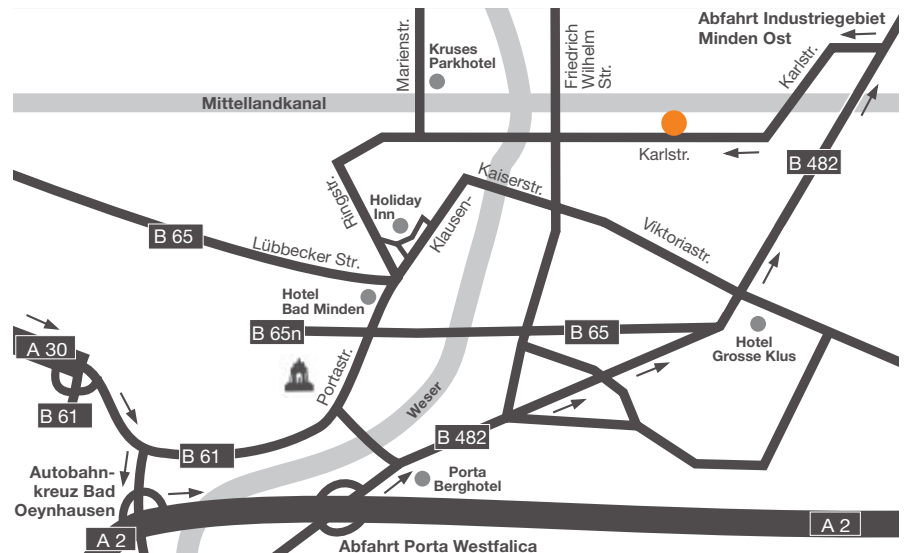 Abfahrt Industriegebiet
Minden Ost
Marienstr.
Kruses
Parkhotel
Friedrich
Wilhelm
Str.
Karlstr.
Mittellandkanal
Karlstr.
B 482
Kaiserstr.
Ringstr.
Holiday
Inn
Klausen-
Viktoriastr.
B 65
Lübbecker Str.
Hotel
Bad Minden
B 65n
B 65
Hotel
Grosse Klus
A 30
B 61
Portastr.
Weser
B 482
B 61
Autobahn-
kreuz Bad
Oeynhausen
Porta
Berghotel
A 2
A 2
Abfahrt Porta Westfalica